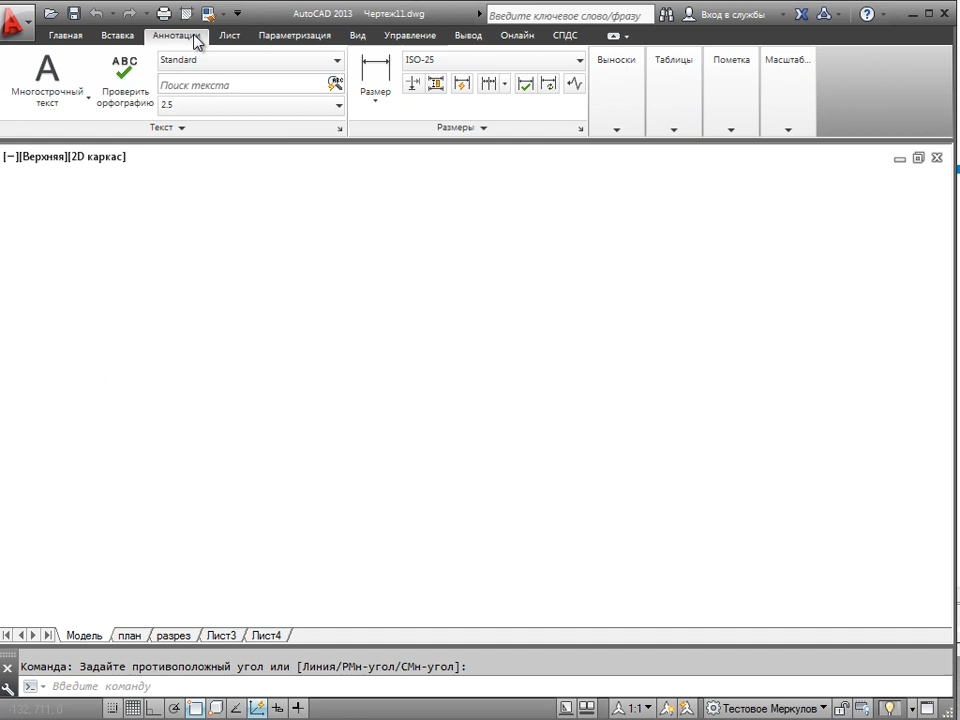 AutoCAD 2013 Чертеж11.dwg
Введите ключевое слово/фразу
Вход в службы
Главная Вставка Аннотации Лист Параметризация Вид Управление Вывод Онлайн СПДС
Многострочный текст
ABC
Проверить орфографию
Standard
Поиск текста
2.5
Текст
Размер
ISO-25
Размеры
Выноски
Таблицы
Пометка
Масштаб...
[−][Верхняя][2D каркас]
Модель план разрез Лист3 Лист4
Команда: Задайте противоположный угол или [Линия/РМн-угол/СМн-угол]:
Введите команду
1:1
Тестовое Меркулов